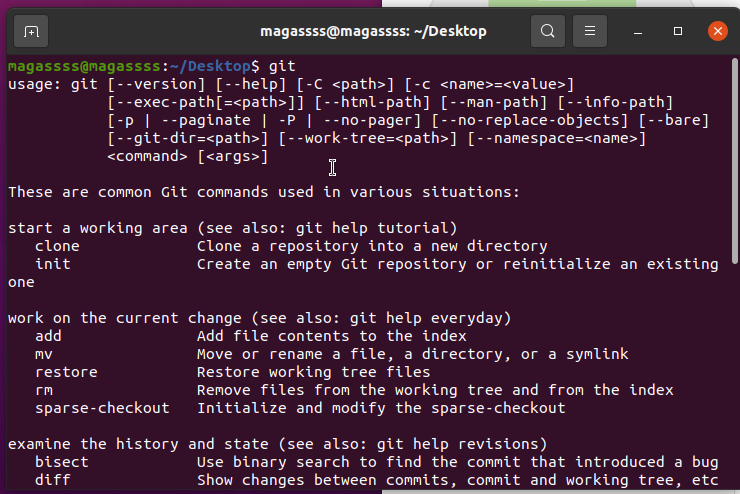 magassss@magassss: ~/Desktop
magassss@magassss:~/Desktop$ git
usage: git [--version] [--help] [-C <path>] [-c <name>=<value>]
           [--exec-path[=<path>]] [--html-path] [--man-path] [--info-path]
           [-p | --paginate | -P | --no-pager] [--no-replace-objects] [--bare]
           [--git-dir=<path>] [--work-tree=<path>] [--namespace=<name>]
           <command> [<args>]

These are common Git commands used in various situations:

start a working area (see also: git help tutorial)
   clone             Clone a repository into a new directory
   init              Create an empty Git repository or reinitialize an existing
one

work on the current change (see also: git help everyday)
   add               Add file contents to the index
   mv                Move or rename a file, a directory, or a symlink
   restore           Restore working tree files
   rm                Remove files from the working tree and from the index
   sparse-checkout   Initialize and modify the sparse-checkout

examine the history and state (see also: git help revisions)
   bisect            Use binary search to find the commit that introduced a bug
   diff              Show changes between commits, commit and working tree, etc